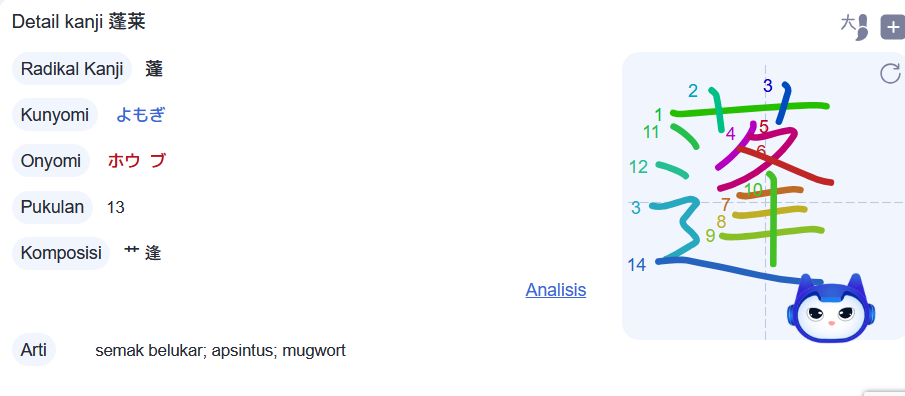 Detail kanji 蓬莱
大
Radikal Kanji 蓬
Kunyomi よもぎ
Onyomi ホウ ブ
Pukulan 13
Komposisi 艹 逢
Analisis
Arti semak belukar; apsintus; mugwort
1
2
3
4
5
6
7
8
9
10
11
12
3
14